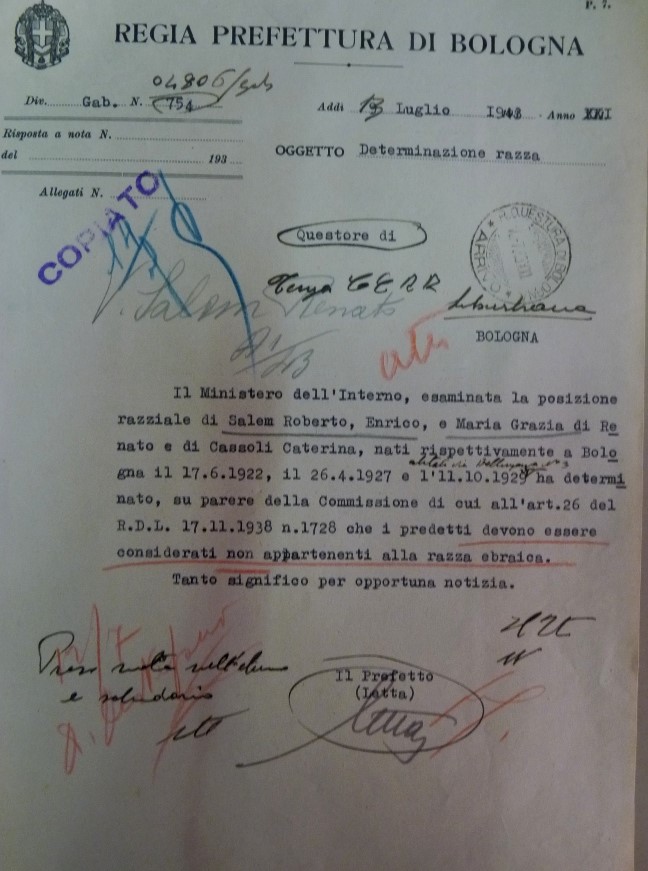 P. 7.
REGIA PREFETTURA DI BOLOGNA
04806/gab
Div. Gab. N. 754
Addì 13 Luglio 1943 - Anno XXI
Risposta a nota N.
del 193
OGGETTO Determinazione razza
Allegati N.
COPIATO
Questore di
Salem Renato
BOLOGNA
Il Ministero dell'Interno, esaminata la posizione
razziale di Salem Roberto, Enrico, e Maria Grazia di Re
nato e di Cassoli Caterina, nati rispettivamente a Bolo
gna il 17.6.1922, il 26.4.1927 e l'11.10.1929 ha determi
nato, su parere della Commissione di cui all'art.26 del
R.D.L. 17.11.1938 n.1728 che i predetti devono essere
considerati non appartenenti alla razza ebraica.
Tanto significo per opportuna notizia.
Il Prefetto
(Letta)